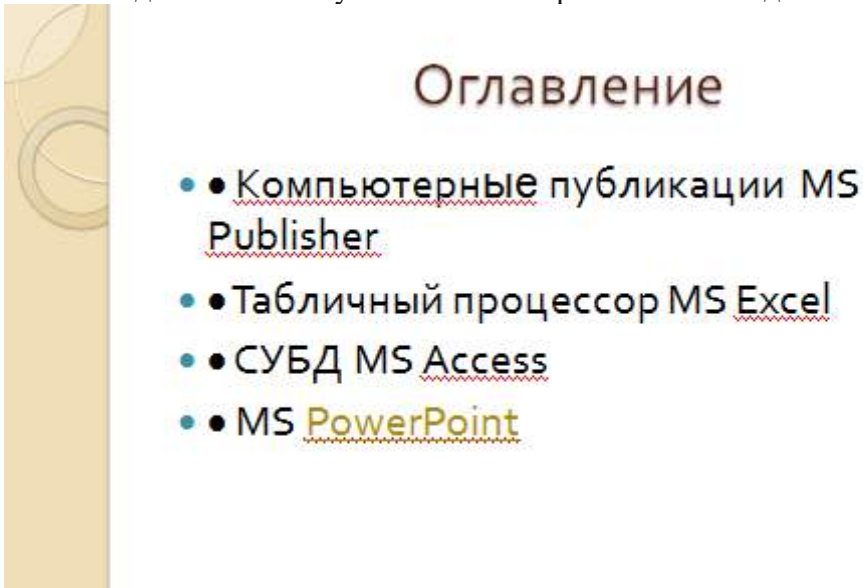 Оглавление
• • Компьютерные публикации MS
Publisher
• • Табличный процессор MS Excel
• • СУБД MS Access
• • MS PowerPoint